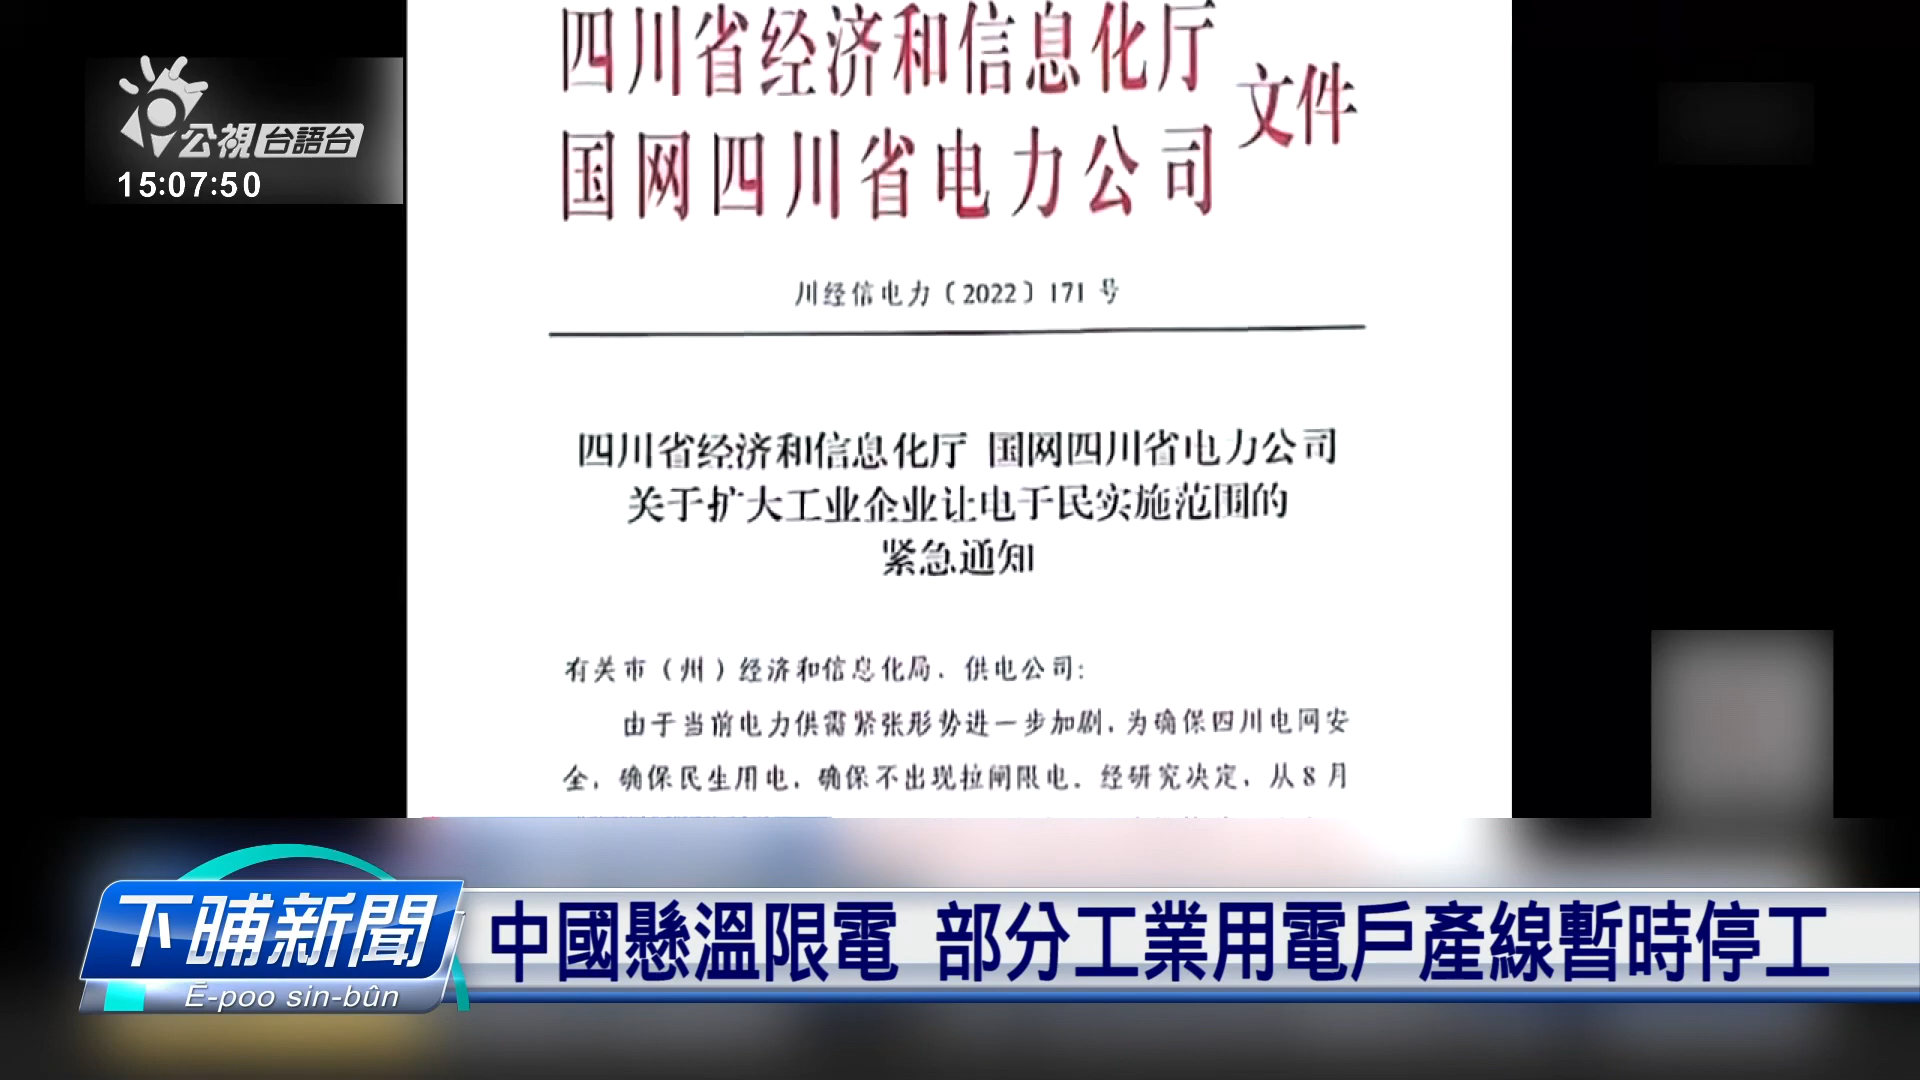 公視台語台
15:07:50
四川省经济和信息化厅
文件
国网四川省电力公司
川经信电力〔2022〕171 号
四川省经济和信息化厅 国网四川省电力公司
关于扩大工业企业让电于民实施范围的
紧急通知
有关市（州）经济和信息化局、供电公司:
由于当前电力供需紧张形势进一步加剧,为确保四川电网安
全,确保民生用电,确保不出现拉闸限电。经研究决定,从8月
下晡新聞
E-poo sin-bûn
中國懸溫限電 部分工業用電戶產線暫時停工